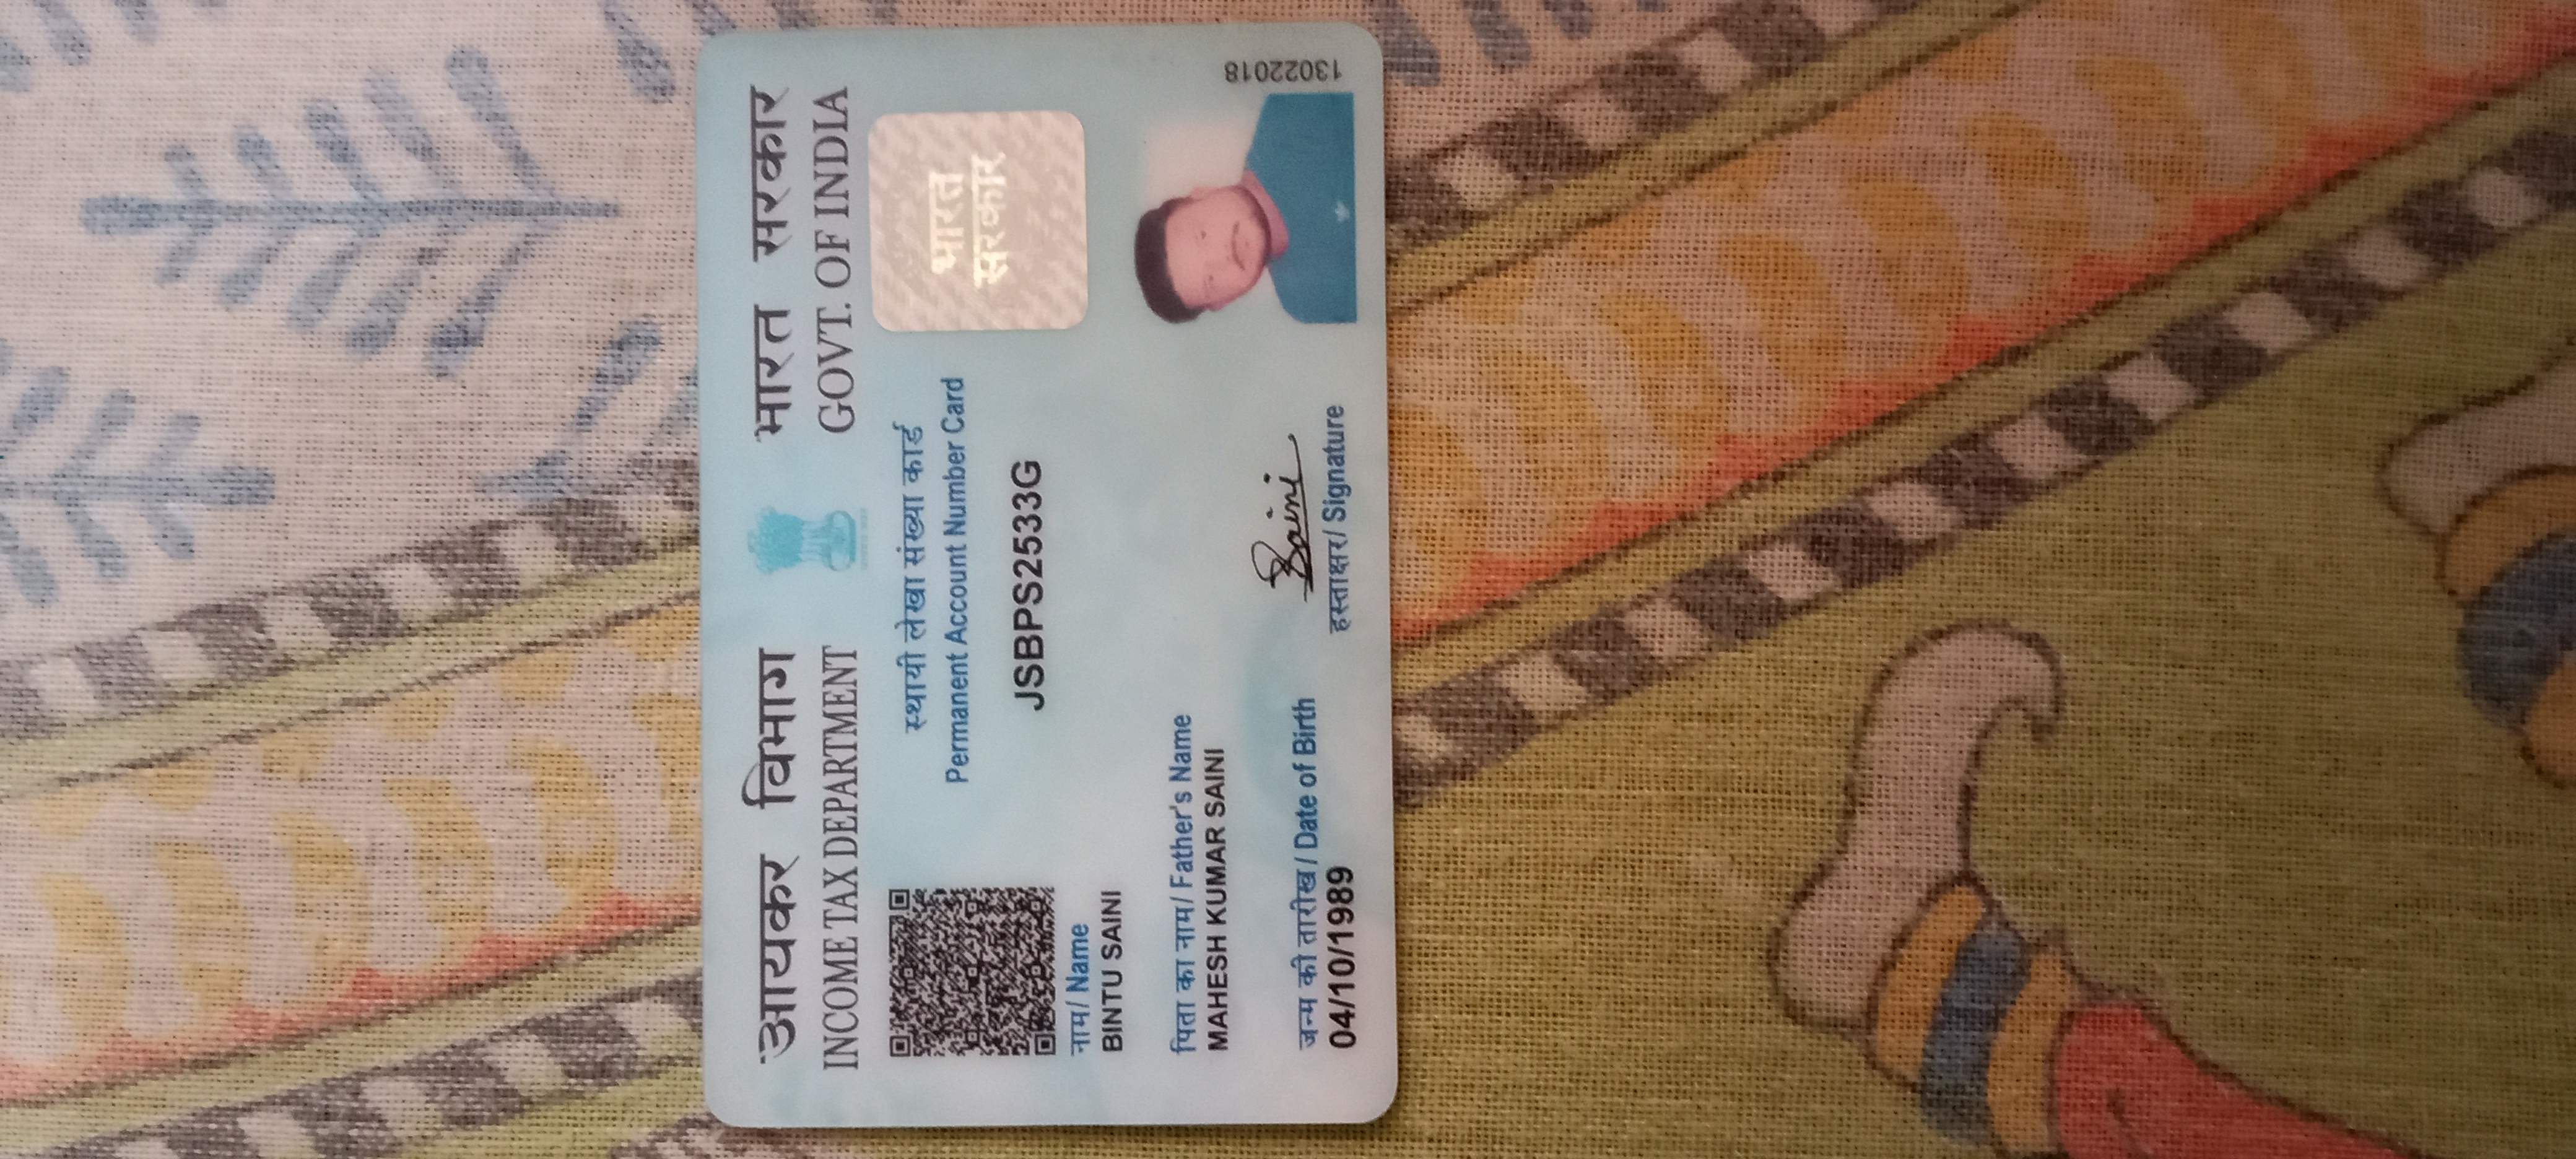 आयकर विभाग
INCOME TAX DEPARTMENT
भारत सरकार
GOVT. OF INDIA
स्थायी लेखा संख्या कार्ड
Permanent Account Number Card
JSBPS2533G
भारत
सरकार
नाम/ Name
BINTU SAINI
पिता का नाम/ Father's Name
MAHESH KUMAR SAINI
जन्म की तारीख / Date of Birth
04/10/1989
Saini
हस्ताक्षर/ Signature
13022018